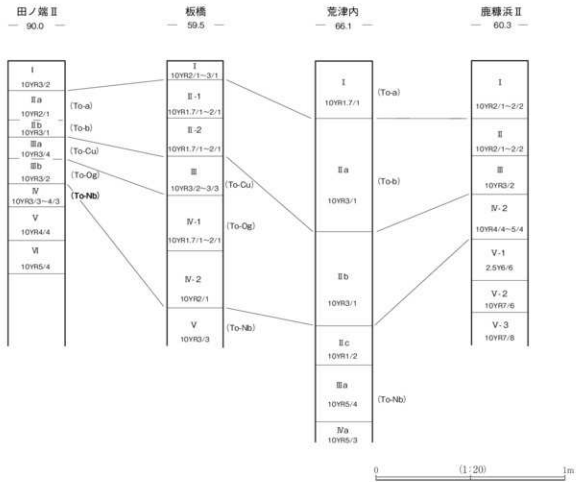 田ノ端Ⅱ
90.0
Ⅰ
10YR3/2
Ⅱa
10YR2/1
(To-a)
Ⅱb
10YR3/1
(To-b)
Ⅲa
10YR3/4
(To-Cu)
Ⅲb
10YR3/2
(To-Og)
Ⅳ
10YR3/3~4/3
(To-Nb)
Ⅴ
10YR4/4
Ⅵ
10YR5/4
板橋
59.5
Ⅰ
10YR2/1~3/1
Ⅱ-1
10YR1.7/1~2/1
Ⅱ-2
10YR1.7/1~2/1
Ⅲ
10YR3/2~3/3
(To-Cu)
Ⅳ-1
10YR1.7/1~2/1
(To-Og)
Ⅳ-2
10YR2/1
Ⅴ
10YR3/3
(To-Nb)
荒津内
66.1
Ⅰ
10YR1.7/1
(To-a)
Ⅱa
10YR3/1
(To-b)
Ⅱb
10YR3/1
Ⅱc
10YR1/2
Ⅲa
10YR5/4
(To-Nb)
Ⅳa
10YR5/3
鹿糠浜Ⅱ
60.3
Ⅰ
10YR2/1~2/2
Ⅱ
10YR2/1~2/2
Ⅲ
10YR3/2
Ⅳ-2
10YR4/4~5/4
Ⅴ-1
2.5Y6/6
Ⅴ-2
10YR7/6
Ⅴ-3
10YR7/8
0 (1:20) 1m